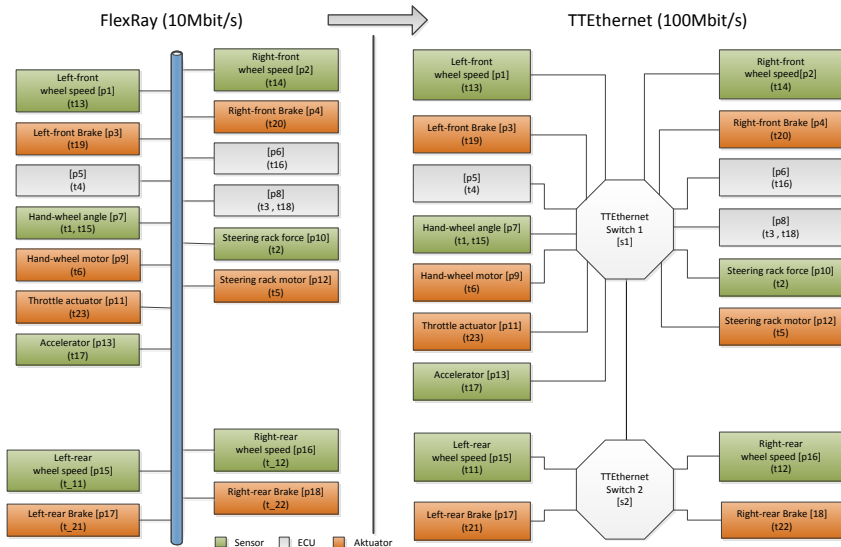 FlexRay (10Mbit/s)
Left-front
wheel speed [p1]
(t13)
Right-front
wheel speed [p2]
(t14)
Left-front Brake [p3]
(t19)
Right-front Brake [p4]
(t20)
[p5]
(t4)
[p6]
(t16)
Hand-wheel angle [p7]
(t1, t15)
[p8]
(t3 , t18)
Hand-wheel motor [p9]
(t6)
Steering rack force [p10]
(t2)
Throttle actuator [p11]
(t23)
Steering rack motor [p12]
(t5)
Accelerator [p13]
(t17)
Left-rear
wheel speed [p15]
(t_11)
Right-rear
wheel speed [p16]
(t_12)
Left-rear Brake [p17]
(t_21)
Right-rear Brake [p18]
(t_22)
Sensor
ECU
Aktuator
TTEthernet (100Mbit/s)
Left-front
wheel speed [p1]
(t13)
Right-front
wheel speed[p2]
(t14)
Left-front Brake [p3]
(t19)
Right-front Brake [p4]
(t20)
[p5]
(t4)
[p6]
(t16)
Hand-wheel angle [p7]
(t1, t15)
TTEthernet
Switch 1
[s1]
[p8]
(t3 , t18)
Hand-wheel motor [p9]
(t6)
Steering rack force [p10]
(t2)
Throttle actuator [p11]
(t23)
Steering rack motor [p12]
(t5)
Accelerator [p13]
(t17)
Left-rear
wheel speed [p15]
(t11)
TTEthernet
Switch 2
[s2]
Right-rear
wheel speed [p16]
(t12)
Left-rear Brake [p17]
(t21)
Right-rear Brake [18]
(t22)